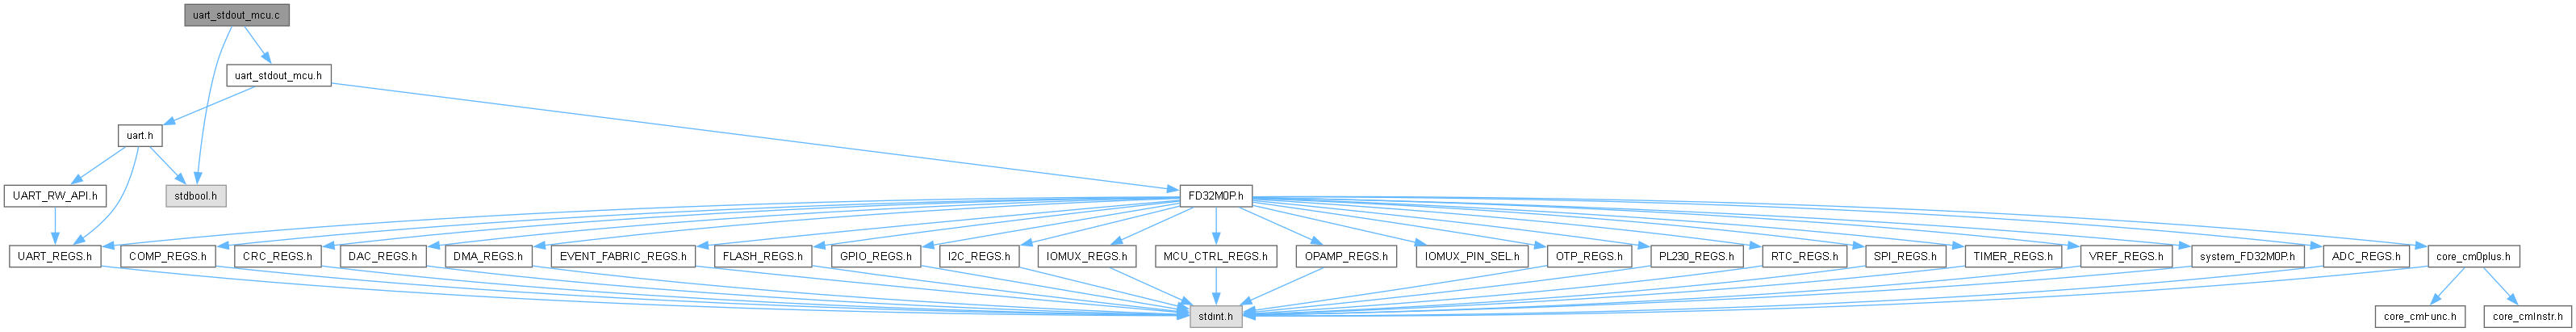 uart_stdout_mcu.c
uart_stdout_mcu.h
uart.h
UART_RW_API.h
stdbool.h
FD32M0P.h
UART_REGS.h
COMP_REGS.h
CRC_REGS.h
DAC_REGS.h
DMA_REGS.h
EVENT_FABRIC_REGS.h
FLASH_REGS.h
GPIO_REGS.h
I2C_REGS.h
IOMUX_REGS.h
MCU_CTRL_REGS.h
OPAMP_REGS.h
IOMUX_PIN_SEL.h
OTP_REGS.h
PL230_REGS.h
RTC_REGS.h
SPI_REGS.h
TIMER_REGS.h
VREF_REGS.h
system_FD32M0P.h
ADC_REGS.h
core_cm0plus.h
stdint.h
core_cmFunc.h
core_cmInstr.h